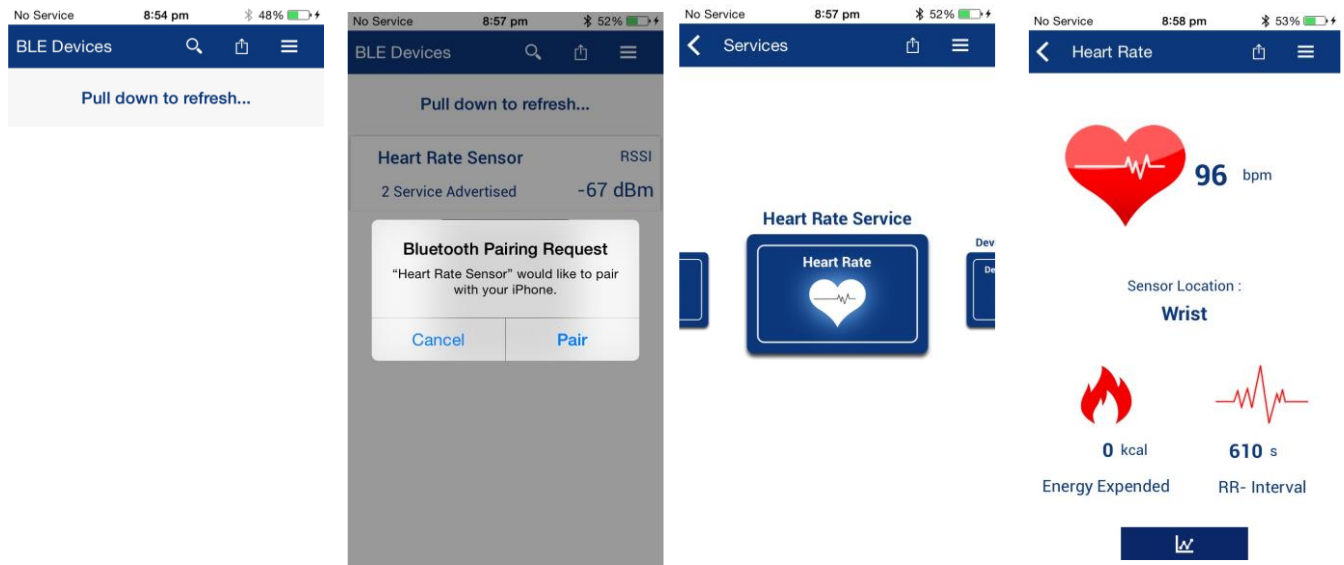 No Service 8:54 pm 48%
BLE Devices
Pull down to refresh...
No Service 8:57 pm 52%
BLE Devices
Pull down to refresh...
Heart Rate Sensor RSSI
2 Service Advertised -67 dBm
Bluetooth Pairing Request
“Heart Rate Sensor” would like to pair
with your iPhone.
Cancel Pair
No Service 8:57 pm 52%
Services
Heart Rate Service
Heart Rate
Dev
De
No Service 8:58 pm 53%
Heart Rate
96 bpm
Sensor Location :
Wrist
0 kcal 610 s
Energy Expended RR- Interval